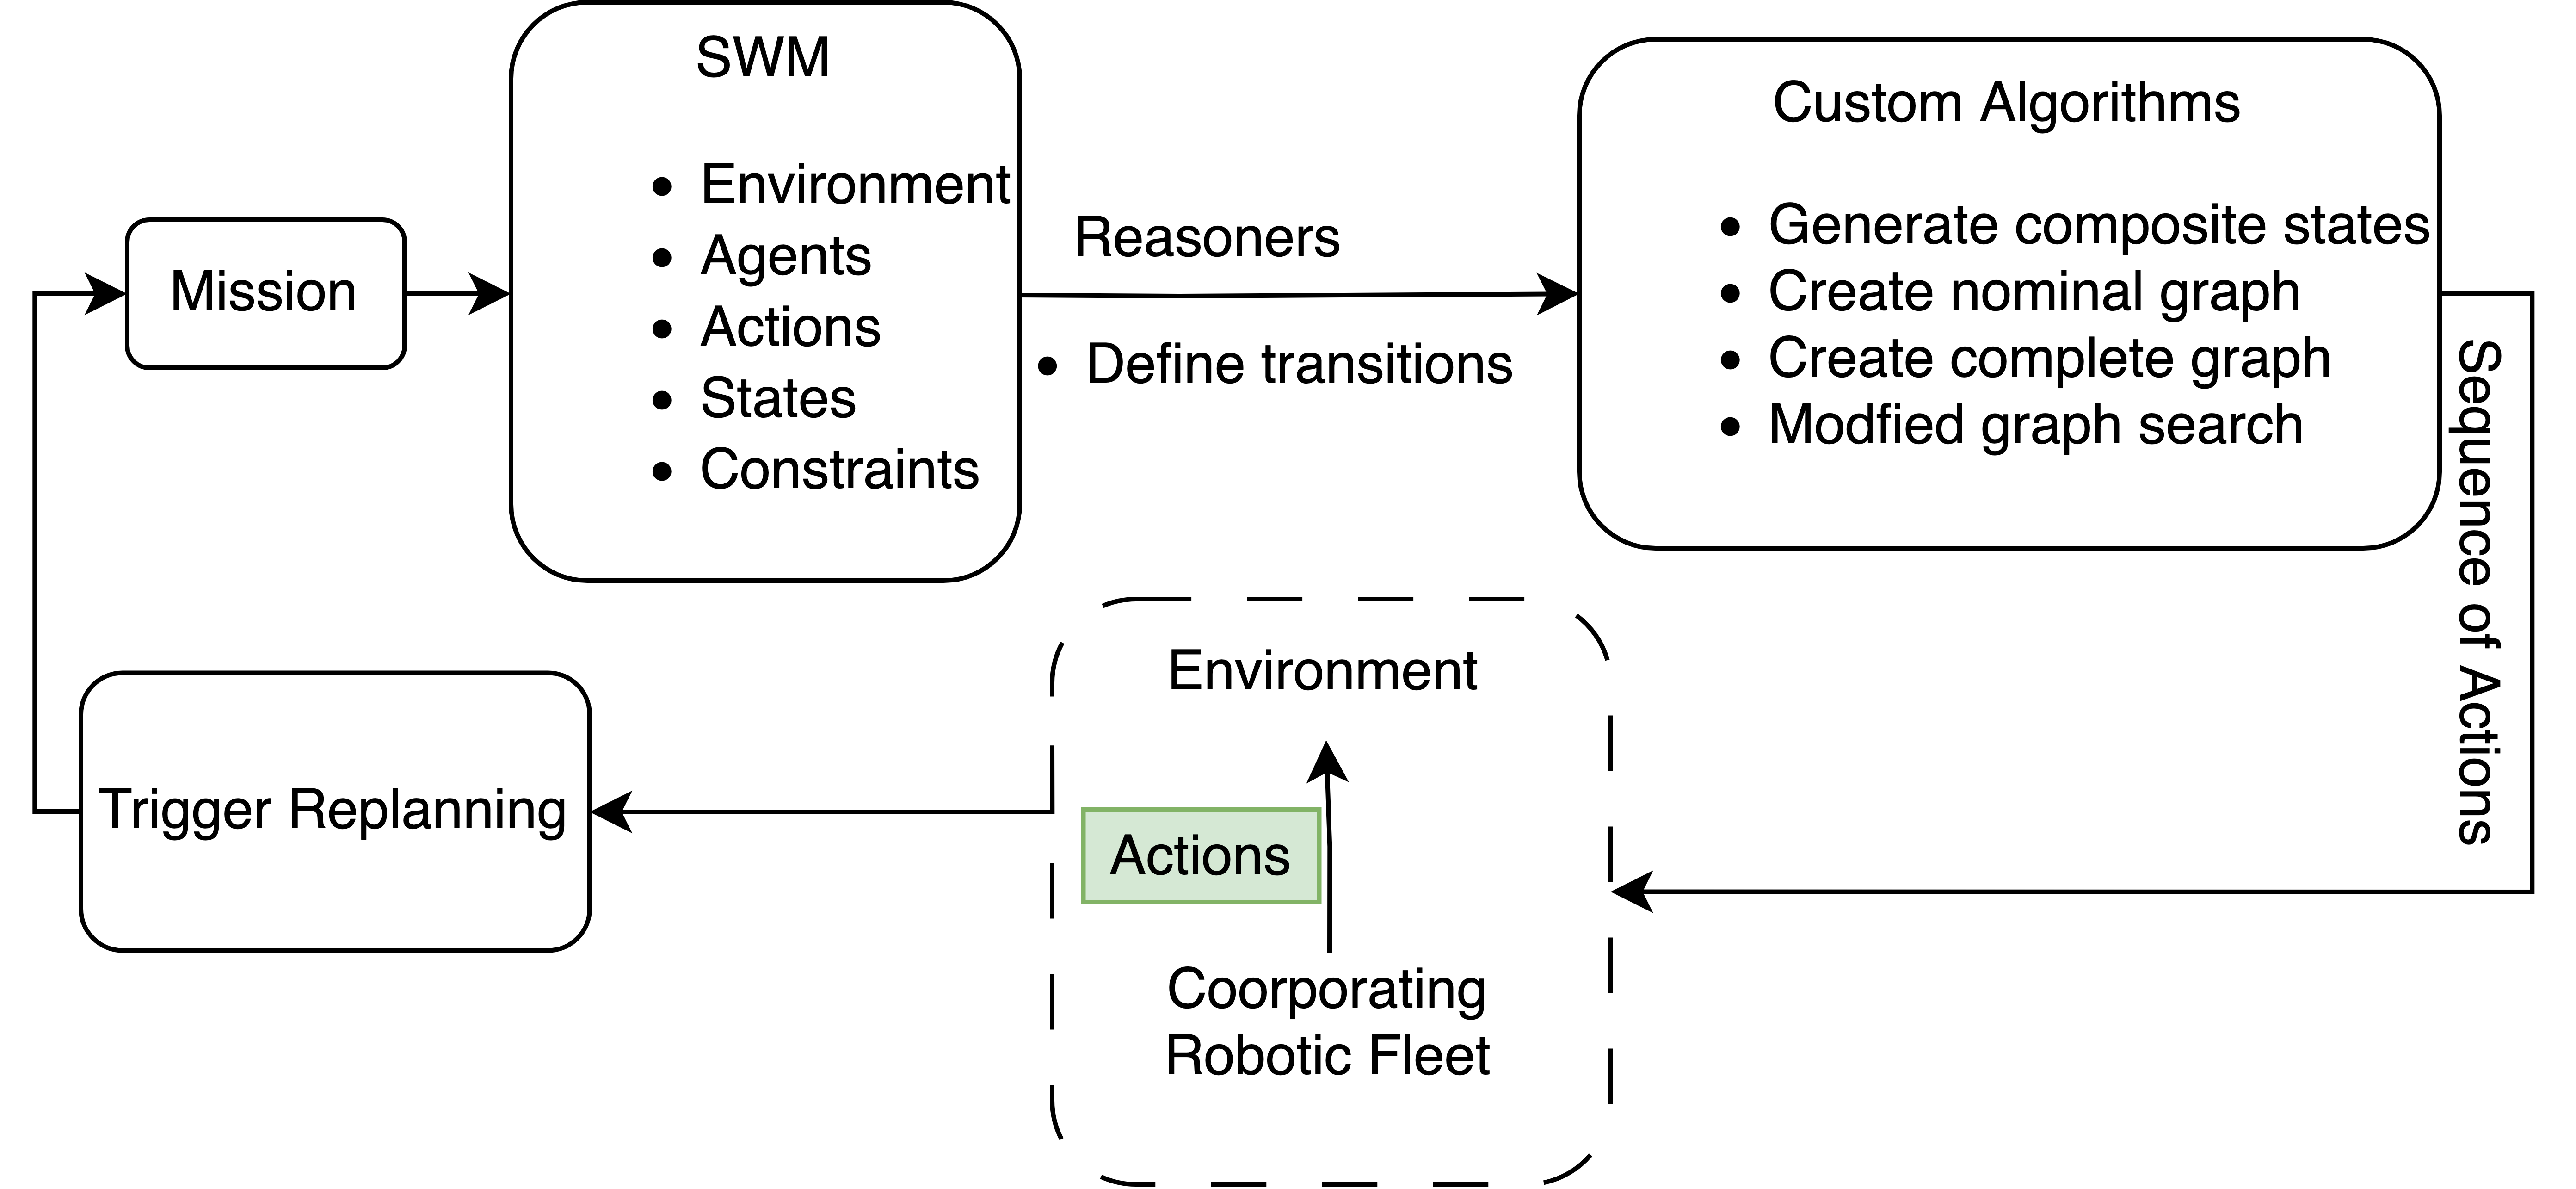 Mission
SWM
• Environment
• Agents
• Actions
• States
• Constraints
Reasoners
• Define transitions
Custom Algorithms
• Generate composite states
• Create nominal graph
• Create complete graph
• Modfied graph search
Sequence of Actions
Environment
Actions
Coorporating
Robotic Fleet
Trigger Replanning